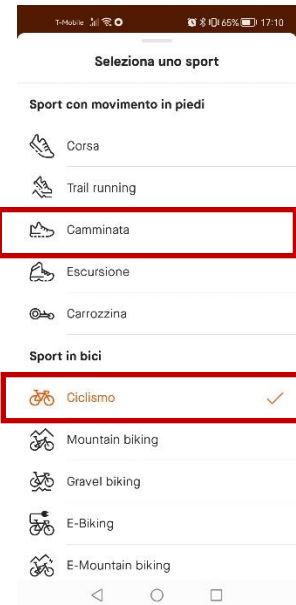 T-Mobile 65% 17:10
Seleziona uno sport
Sport con movimento in piedi
Corsa
Trail running
Camminata
Escursione
Carrozzina
Sport in bici
Ciclismo
Mountain biking
Gravel biking
E-Biking
E-Mountain biking